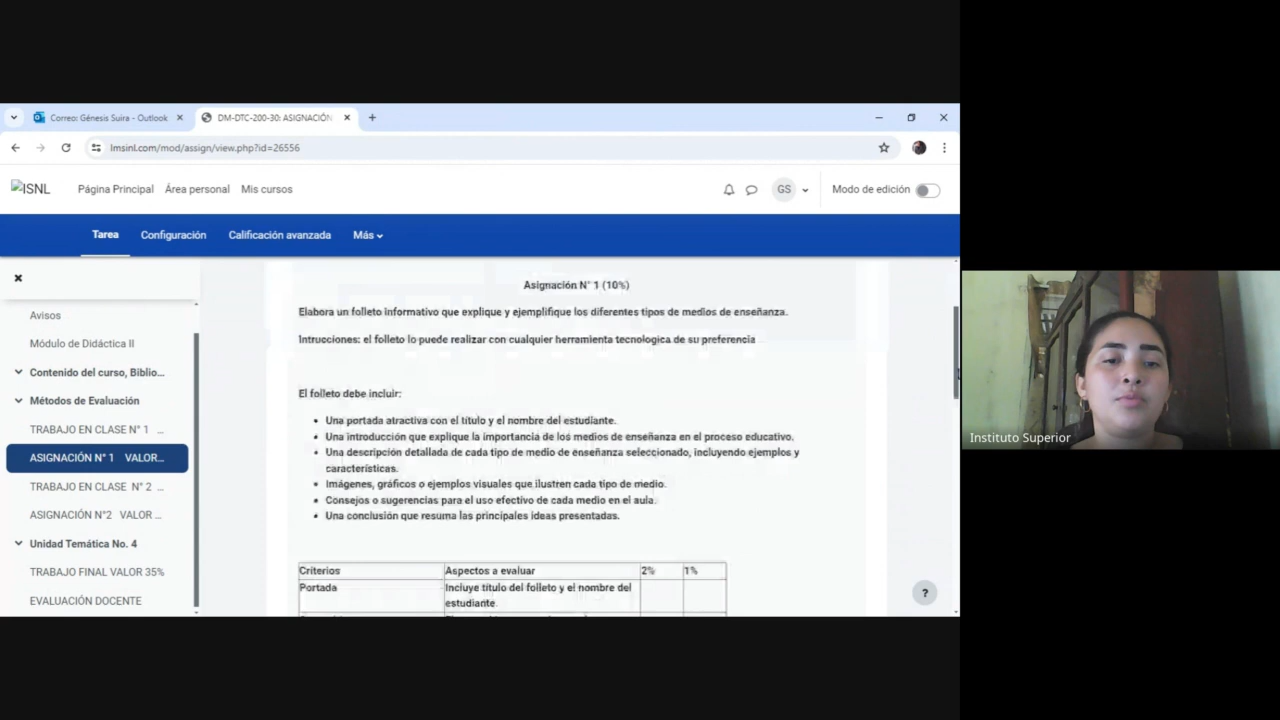 Correo: Génesis Suira - Outlook
DM-DTC-200-30: ASIGNACIÓN
lmsinl.com/mod/assign/view.php?id=26556
ISNL
Página Principal
Área personal
Mis cursos
GS
Modo de edición
Tarea
Configuración
Calificación avanzada
Más
Avisos
Módulo de Didáctica II
Contenido del curso, Biblio...
Métodos de Evaluación
TRABAJO EN CLASE N° 1 ...
ASIGNACIÓN N° 1 VALOR...
TRABAJO EN CLASE N° 2 ...
ASIGNACIÓN N°2 VALOR ...
Unidad Temática No. 4
TRABAJO FINAL VALOR 35%
EVALUACIÓN DOCENTE
Asignación N° 1 (10%)
Elabora un folleto informativo que explique y ejemplifique los diferentes tipos de medios de enseñanza.
Intrucciones: el folleto lo puede realizar con cualquier herramienta tecnologica de su preferencia
El folleto debe incluir:
Una portada atractiva con el título y el nombre del estudiante.
Una introducción que explique la importancia de los medios de enseñanza en el proceso educativo.
Una descripción detallada de cada tipo de medio de enseñanza seleccionado, incluyendo ejemplos y
características.
Imágenes, gráficos o ejemplos visuales que ilustren cada tipo de medio.
Consejos o sugerencias para el uso efectivo de cada medio en el aula.
Una conclusión que resuma las principales ideas presentadas.
Criterios
Aspectos a evaluar
2%
1%
Portada
Incluye título del folleto y el nombre del
estudiante.
?
Instituto Superior